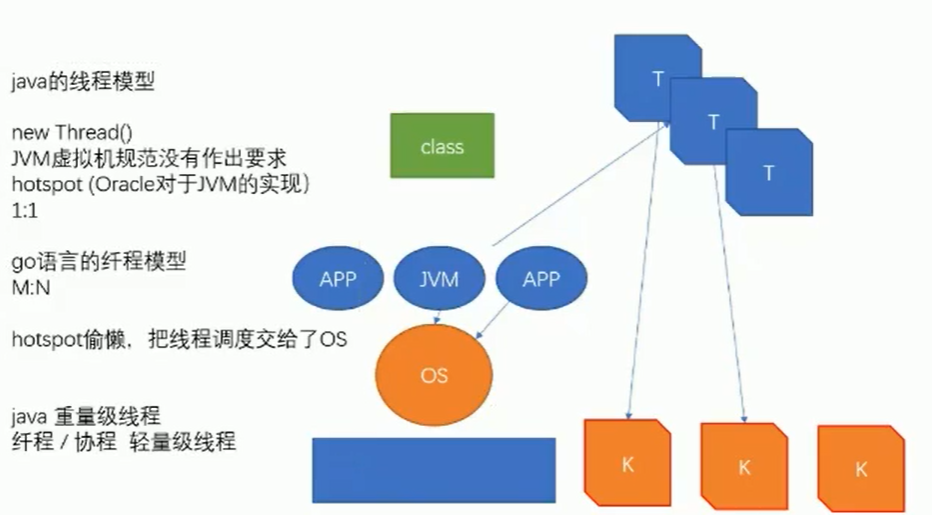 java的线程模型
new Thread()
JVM虚拟机规范没有作出要求
hotspot (Oracle对于JVM的实现）
1:1
go语言的纤程模型
M:N
hotspot偷懒，把线程调度交给了OS
java 重量级线程
纤程 / 协程 轻量级线程
class
APP
JVM
APP
OS
T
T
T
K
K
K